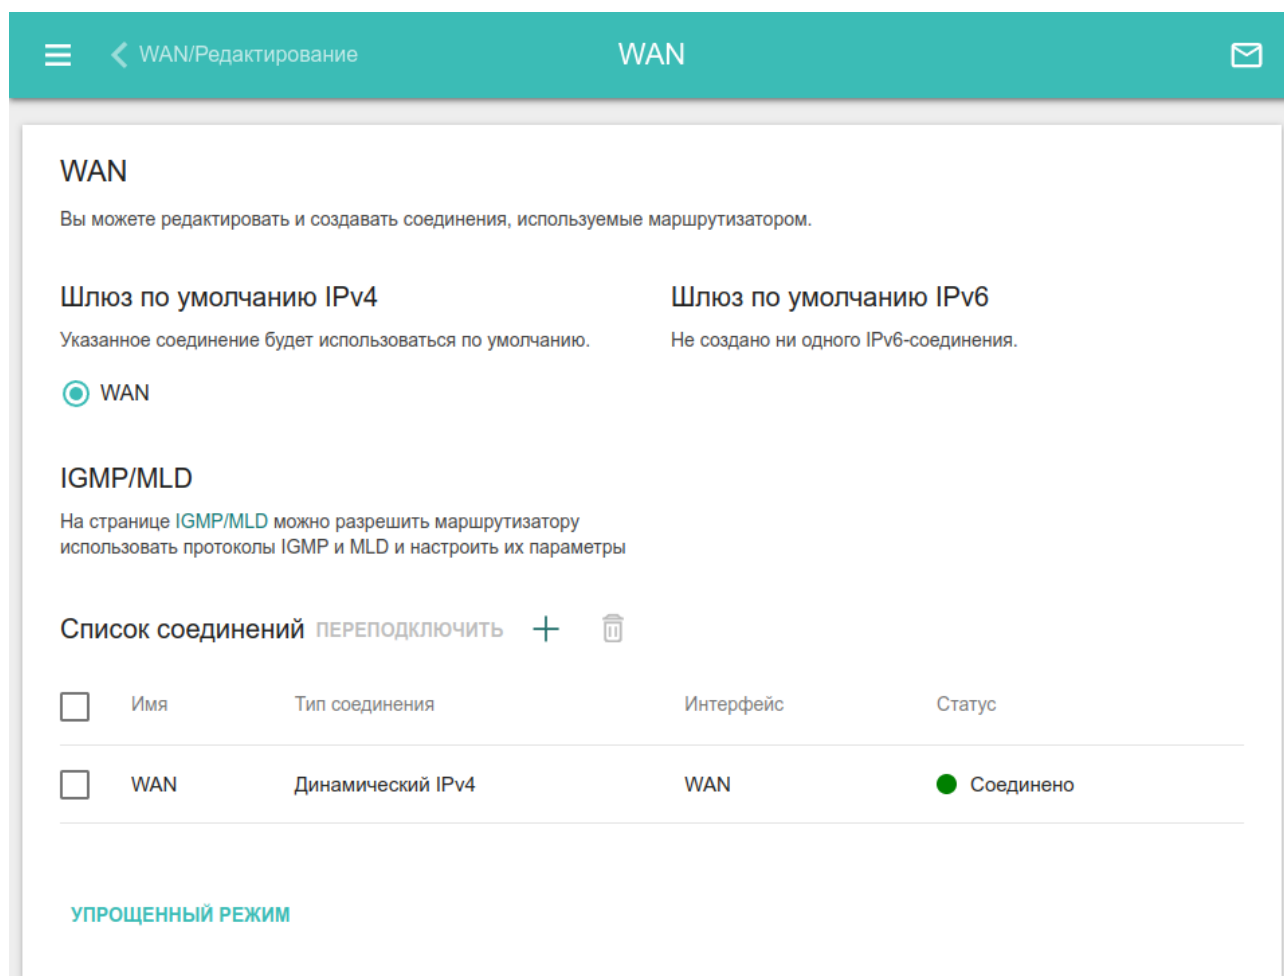 WAN/Редактирование
WAN
WAN
Вы можете редактировать и создавать соединения, используемые маршрутизатором.
Шлюз по умолчанию IPv4
Указанное соединение будет использоваться по умолчанию.
WAN
Шлюз по умолчанию IPv6
Не создано ни одного IPv6-соединения.
IGMP/MLD
На странице IGMP/MLD можно разрешить маршрутизатору
использовать протоколы IGMP и MLD и настроить их параметры
Список соединений ПЕРЕПОДКЛЮЧИТЬ
Имя Тип соединения Интерфейс Статус
WAN Динамический IPv4 WAN Соединено
УПРОЩЕННЫЙ РЕЖИМ